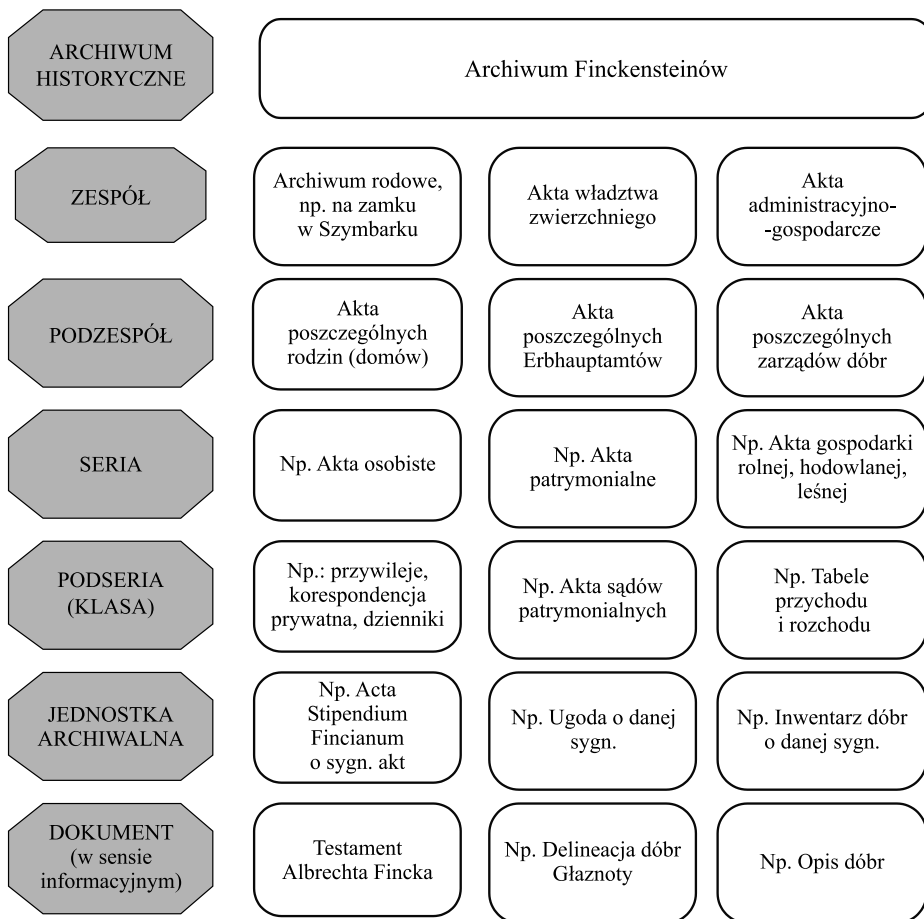 ARCHIWUM
HISTORYCZNE
Archiwum Finckensteinów
ZESPÓŁ
Archiwum rodowe,
np. na zamku
w Szymbarku
Akta władztwa
zwierzchniego
Akta
administracyjno-
-gospodarcze
PODZESPÓŁ
Akta
poszczególnych
rodzin (domów)
Akta
poszczególnych
Erbhauptamtów
Akta
poszczególnych
zarządów dóbr
SERIA
Np. Akta osobiste
Np. Akta
patrymonialne
Np. Akta gospodarki
rolnej, hodowlanej,
leśnej
PODSERIA
(KLASA)
Np.: przywileje,
korespondencja
prywatna, dzienniki
Np. Akta sądów
patrymonialnych
Np. Tabele
przychodu
i rozchodu
JEDNOSTKA
ARCHIWALNA
Np. Acta
Stipendium
Fincianum
o sygn. akt
Np. Ugoda o danej
sygn.
Np. Inwentarz dóbr
o danej sygn.
DOKUMENT
(w sensie
informacyjnym)
Testament
Albrechta Fincka
Np. Delineacja dóbr
Głaznoty
Np. Opis dóbr